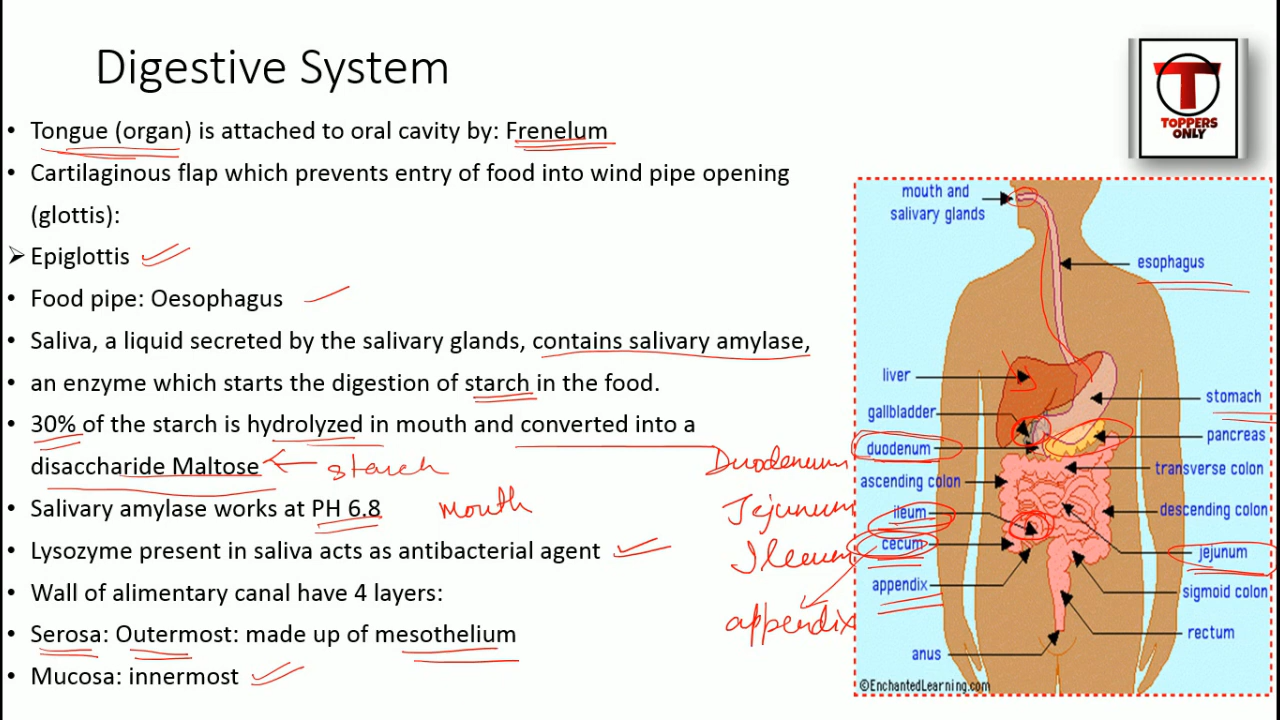 Digestive System
• Tongue (organ) is attached to oral cavity by: Frenelum
• Cartilaginous flap which prevents entry of food into wind pipe opening
(glottis):
➢ Epiglottis
• Food pipe: Oesophagus
• Saliva, a liquid secreted by the salivary glands, contains salivary amylase,
• an enzyme which starts the digestion of starch in the food.
• 30% of the starch is hydrolyzed in mouth and converted into a
disaccharide Maltose
starch
• Salivary amylase works at PH 6.8
mouth
• Lysozyme present in saliva acts as antibacterial agent
• Wall of alimentary canal have 4 layers:
• Serosa: Outermost: made up of mesothelium
• Mucosa: innermost
Duodenum
Jejunum
Ileum
appendix
T
TOPPERS
ONLY
mouth and
salivary glands
esophagus
liver
stomach
gallbladder
pancreas
duodenum
transverse colon
ascending colon
ileum
descending colon
cecum
jejunum
appendix
sigmoid colon
rectum
anus
©EnchantedLearning.com